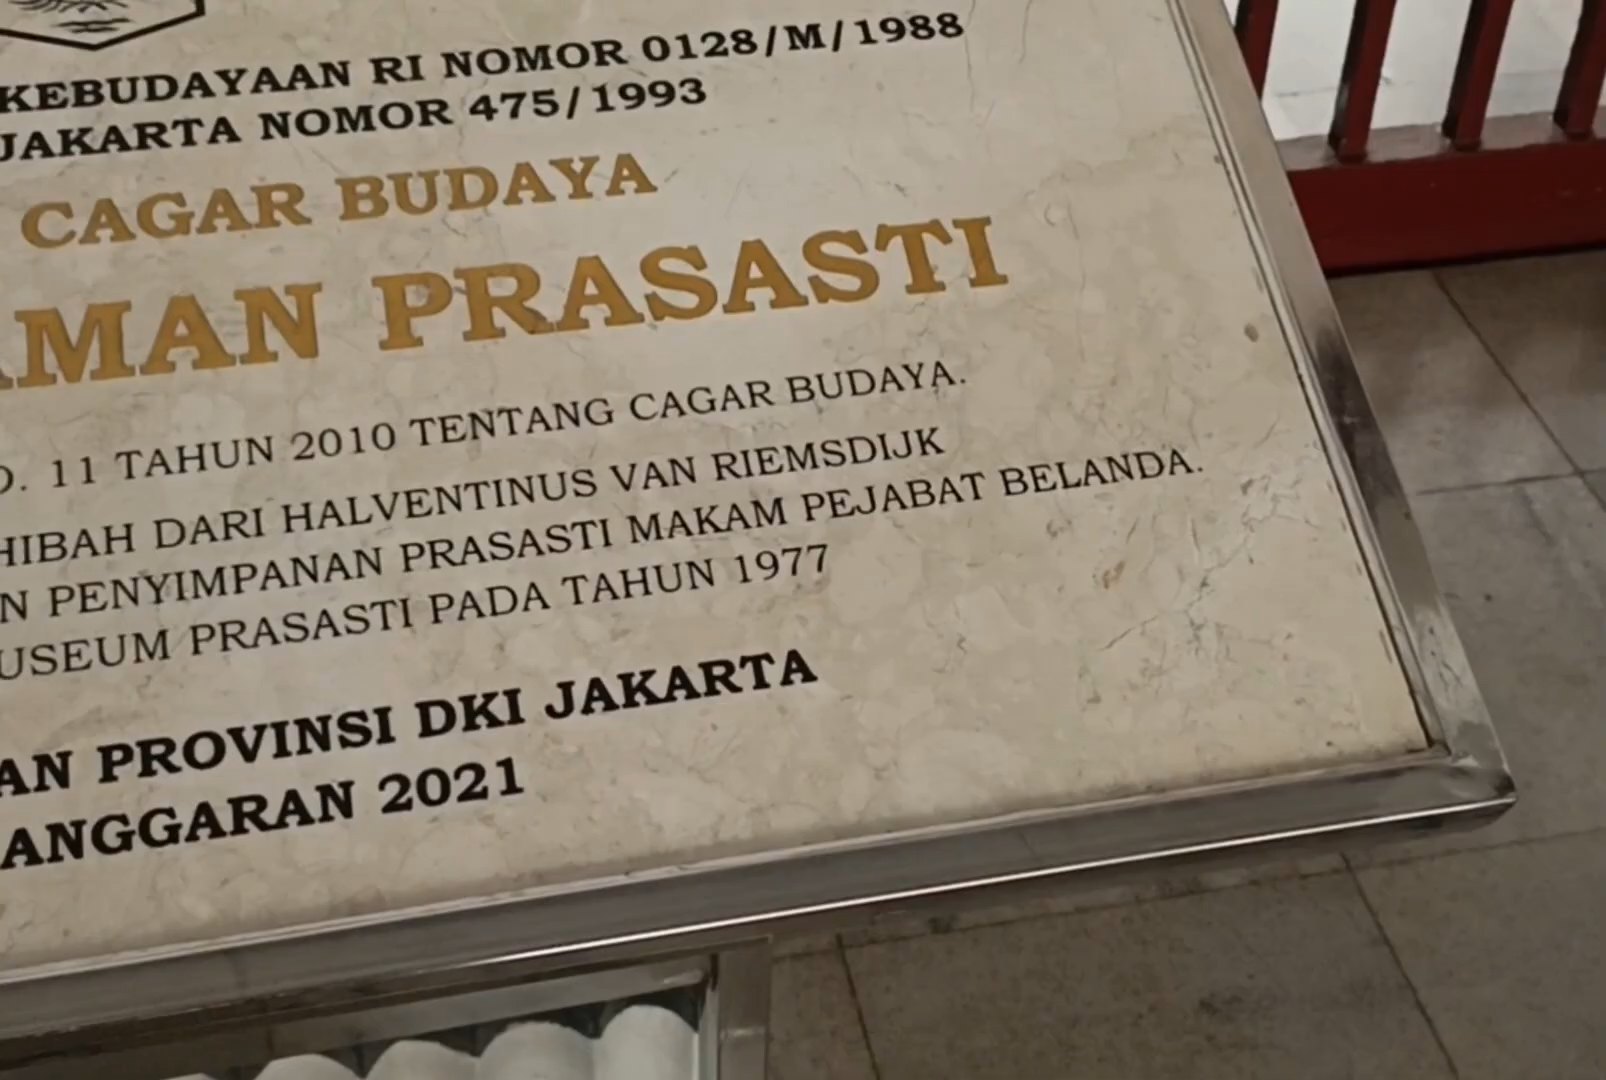 KEBUDAYAAN RI NOMOR 0128/M/1988
JAKARTA NOMOR 475/1993
CAGAR BUDAYA
MAN PRASASTI
. 11 TAHUN 2010 TENTANG CAGAR BUDAYA.
HIBAH DARI HALVENTINUS VAN RIEMSDIJK
N PENYIMPANAN PRASASTI MAKAM PEJABAT BELANDA.
USEUM PRASASTI PADA TAHUN 1977
AN PROVINSI DKI JAKARTA
ANGGARAN 2021